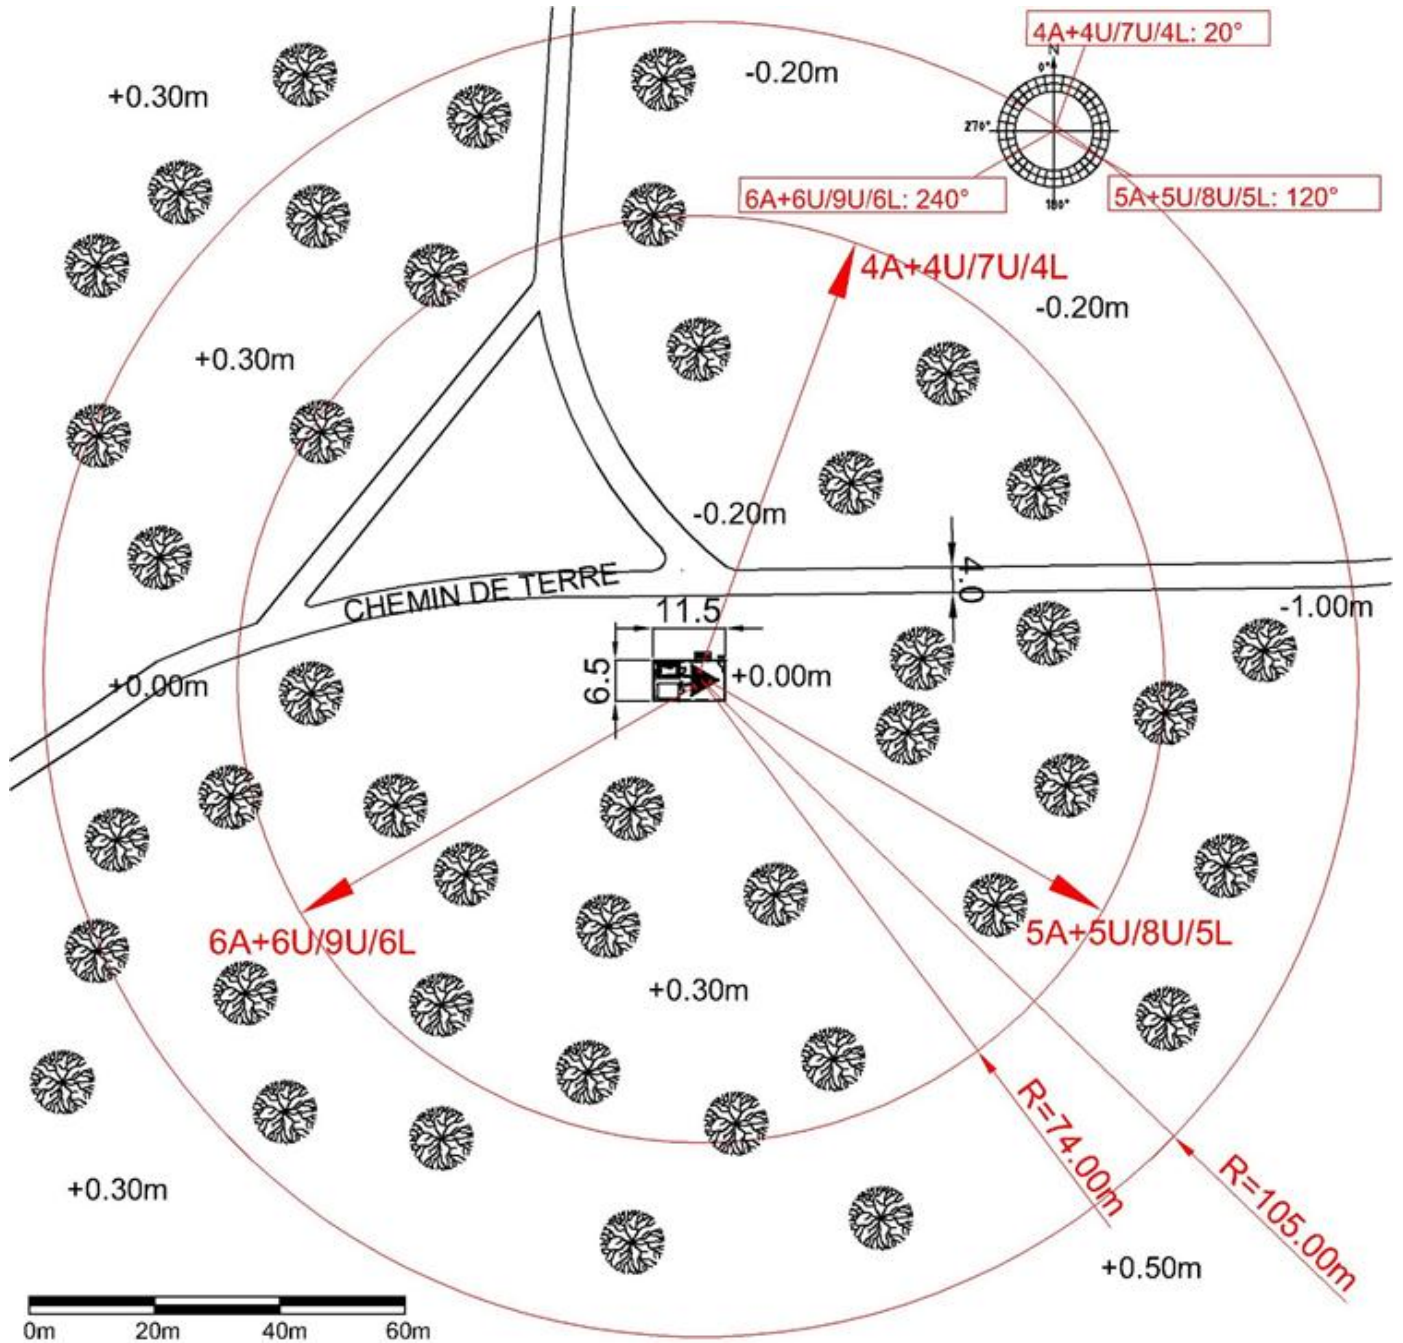 4A+4U/7U/4L: 20°
N
0°
-0.20m
+0.30m
270°
6A+6U/9U/6L: 240°
5A+5U/8U/5L: 120°
180°
4A+4U/7U/4L
-0.20m
+0.30m
-0.20m
4.0
CHEMIN DE TERRE
11.5
-1.00m
6.5
+0.00m
+0.00m
6A+6U/9U/6L
5A+5U/8U/5L
+0.30m
R=74.00m
R=105.00m
+0.30m
+0.50m
0m 20m 40m 60m